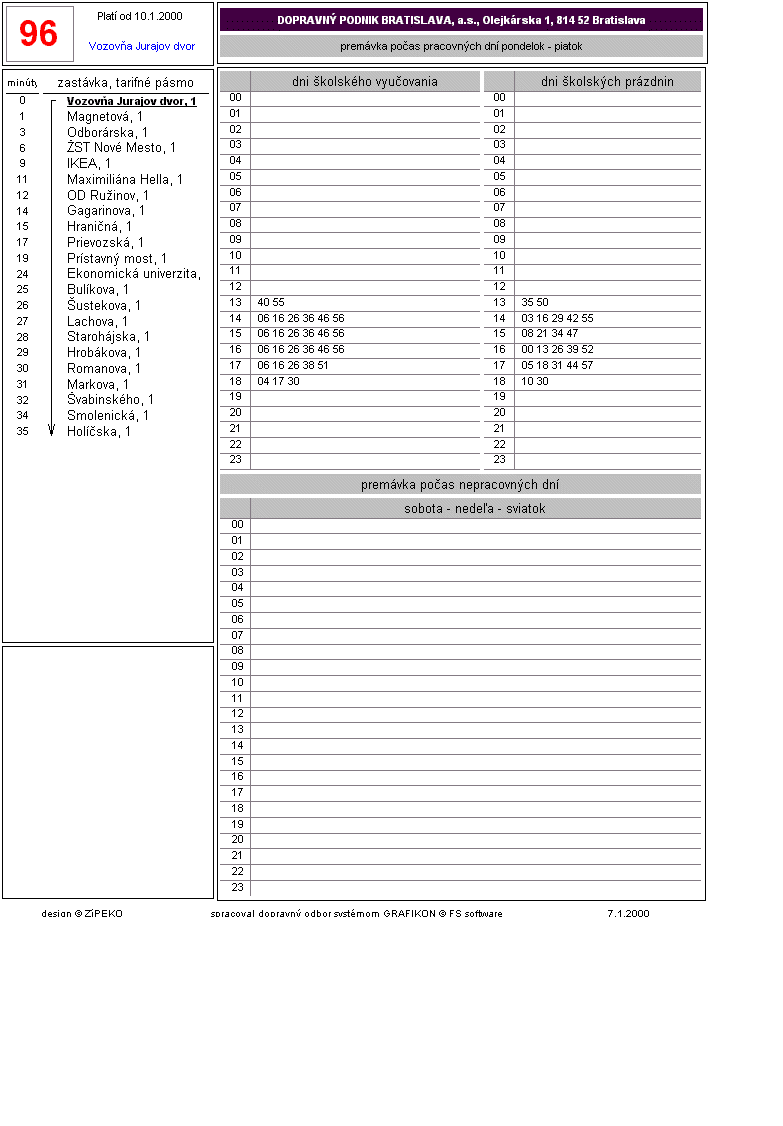 96
Platí od 10.1.2000
Vozovňa Jurajov dvor
DOPRAVNÝ PODNIK BRATISLAVA, a.s., Olejkárska 1, 814 52 Bratislava
premávka počas pracovných dní pondelok - piatok
minúty zastávka, tarifné pásmo
0 Vozovňa Jurajov dvor, 1
1 Magnetová, 1
3 Odborárska, 1
6 ŽST Nové Mesto, 1
9 IKEA, 1
11 Maximiliána Hella, 1
12 OD Ružinov, 1
14 Gagarinova, 1
15 Hraničná, 1
17 Prievozská, 1
19 Prístavný most, 1
24 Ekonomická univerzita,
25 Bulíkova, 1
26 Šustekova, 1
27 Lachova, 1
28 Starohájska, 1
29 Hrobákova, 1
30 Romanova, 1
31 Markova, 1
32 Švabinského, 1
34 Smolenická, 1
35 Holíčska, 1
dni školského vyučovania
00
01
02
03
04
05
06
07
08
09
10
11
12
13 40 55
14 06 16 26 36 46 56
15 06 16 26 36 46 56
16 06 16 26 36 46 56
17 06 16 26 38 51
18 04 17 30
19
20
21
22
23
dni školských prázdnin
00
01
02
03
04
05
06
07
08
09
10
11
12
13 35 50
14 03 16 29 42 55
15 08 21 34 47
16 00 13 26 39 52
17 05 18 31 44 57
18 10 30
19
20
21
22
23
premávka počas nepracovných dní
sobota - nedeľa - sviatok
00
01
02
03
04
05
06
07
08
09
10
11
12
13
14
15
16
17
18
19
20
21
22
23
design © ZíPEKO
spracoval dopravný odbor systémom GRAFIKON © FS software
7.1.2000